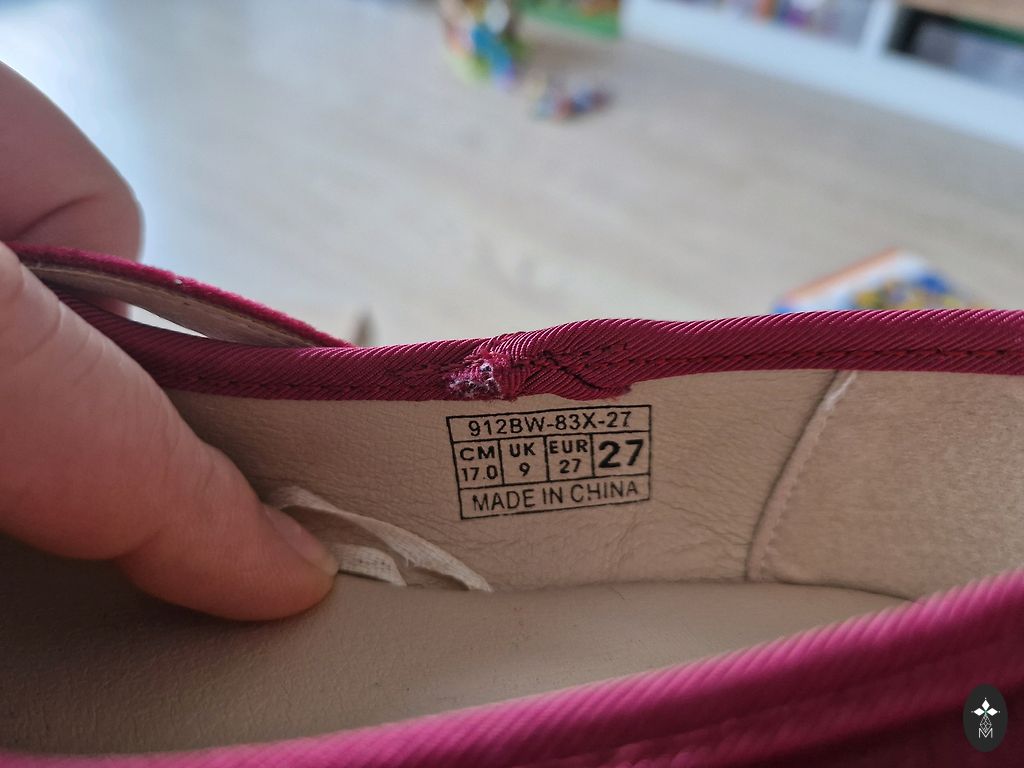 912BW-83X-27
CM UK EUR 27
17.0 9 27
MADE IN CHINA
M